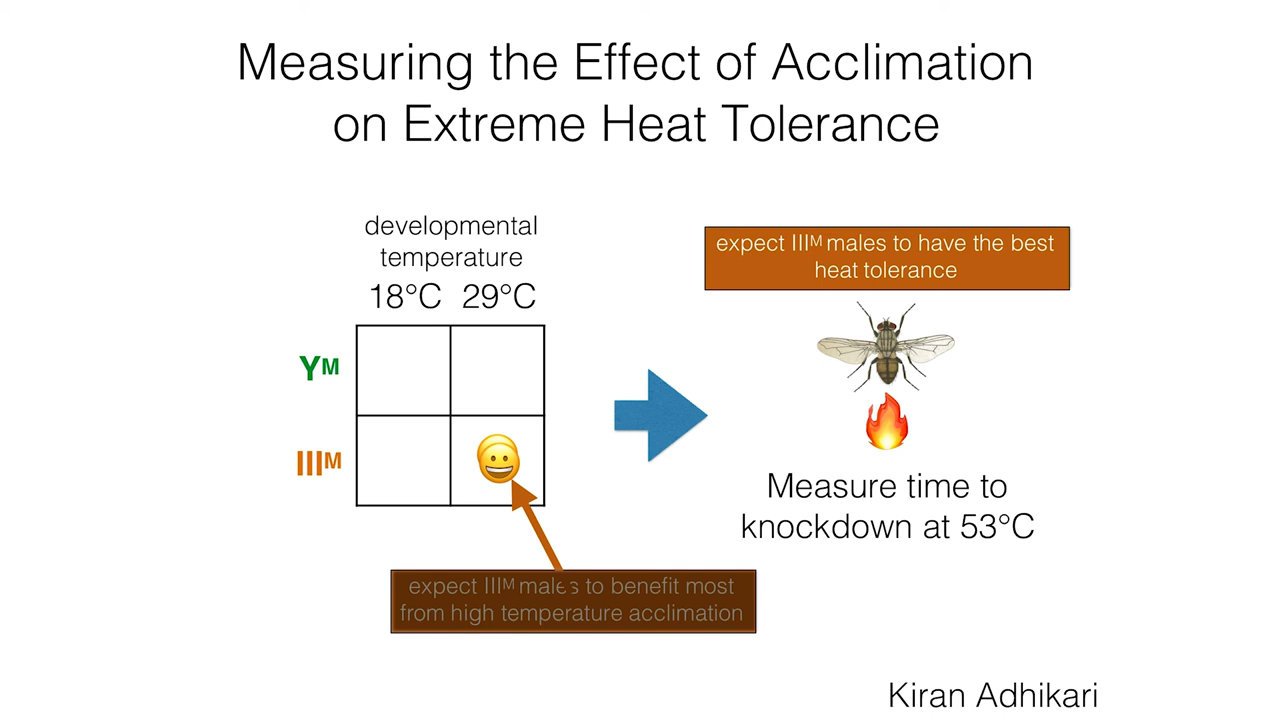 Measuring the Effect of Acclimation
on Extreme Heat Tolerance
developmental
temperature
18°C 29°C
Yᴹ
IIIᴹ
expect IIIᴹ males to have the best
heat tolerance
Measure time to
knockdown at 53°C
expect IIIᴹ males to benefit most
from high temperature acclimation
Kiran Adhikari